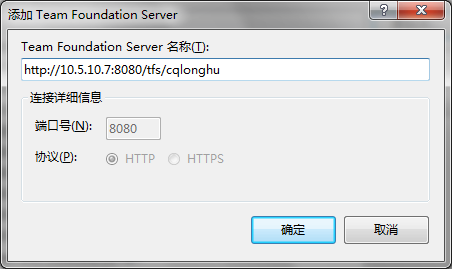 添加 Team Foundation Server
Team Foundation Server 名称(T):
http://10.5.10.7:8080/tfs/cqlonghu
连接详细信息
端口号(N): 8080
协议(P): HTTP HTTPS
确定 取消